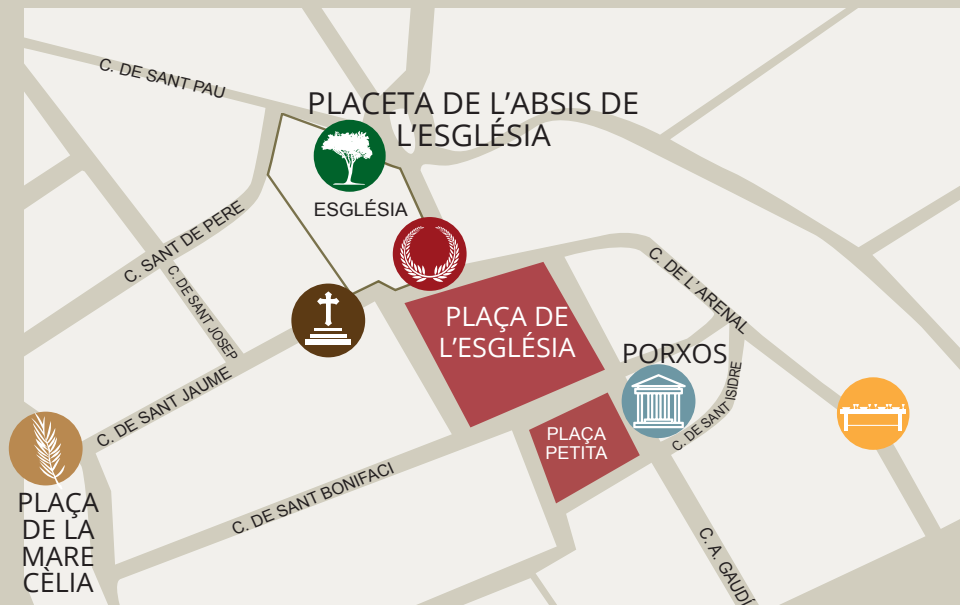 C. DE SANT PAU
PLACETA DE L'ABSIS DE
L'ESGLÉSIA
ESGLÉSIA
C. SANT DE PERE
C. DE SANT JOSEP
C. DE L' ARENAL
PLAÇA DE
L'ESGLÉSIA
PORXOS
C. DE SANT ISIDRE
C. DE SANT JAUME
PLAÇA
PETITA
C. DE SANT BONIFACI
PLAÇA
DE LA
MARE
CÈLIA
C. A. GAUDÍ